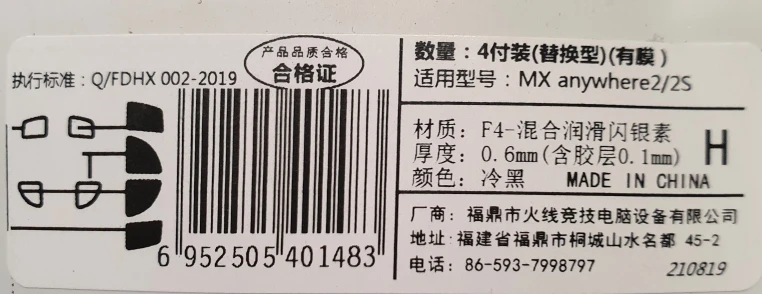 执行标准：Q/FDHX 002-2019
产品品质合格
合格证
6 952505 401483
数量：4付装(替换型)(有膜)
适用型号：MX anywhere2/2S
材质：F4-混合润滑闪银素
厚度：0.6mm(含胶层0.1mm)
H
颜色：冷黑 MADE IN CHINA
厂商：福鼎市火线竞技电脑设备有限公司
地址:福建省福鼎市桐城山水名都 45-2
电话：86-593-7998797
210819